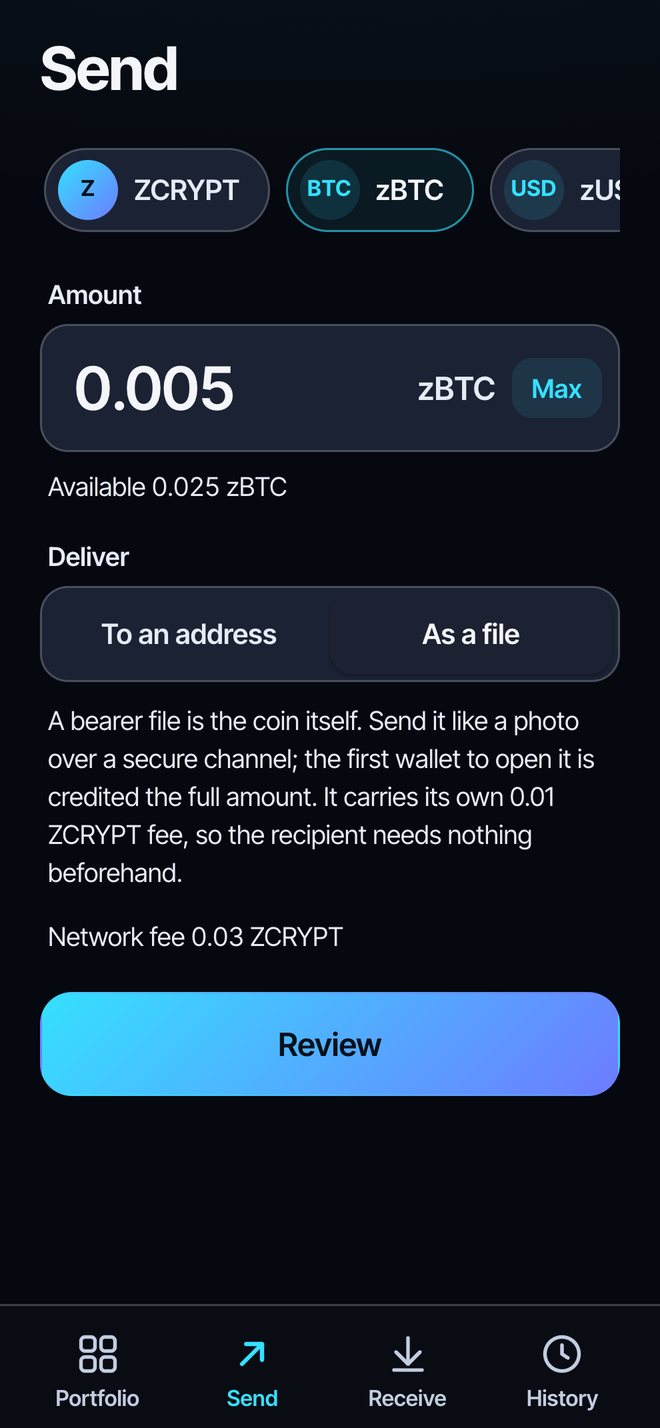 Send
Z ZCRYPT BTC zBTC USD zUS
Amount
0.005 zBTC Max
Available 0.025 zBTC
Deliver
To an address As a file
A bearer file is the coin itself. Send it like a photo
over a secure channel; the first wallet to open it is
credited the full amount. It carries its own 0.01
ZCRYPT fee, so the recipient needs nothing
beforehand.
Network fee 0.03 ZCRYPT
Review
Portfolio Send Receive History